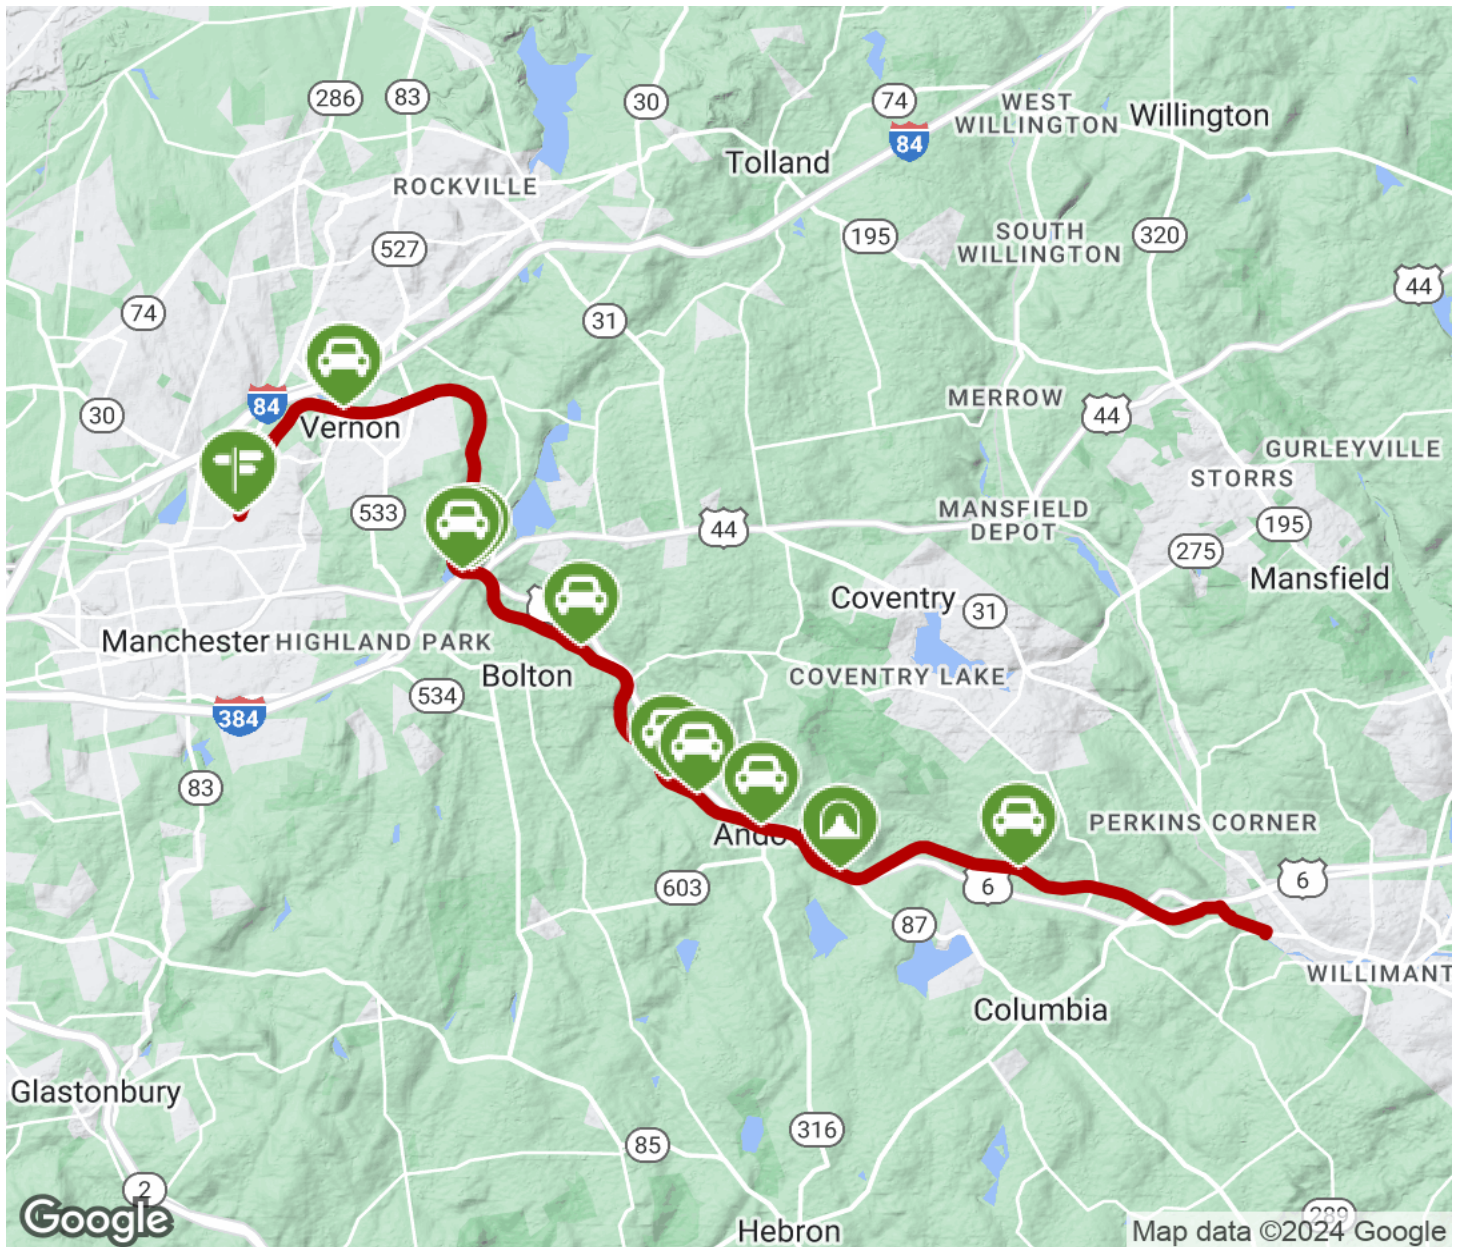 286
83
30
74
WEST
WILLINGTON
Willington
84
Tolland
ROCKVILLE
527
195
SOUTH
WILLINGTON
320
44
74
31
30
84
Vernon
MERROW
44
GURLEYVILLE
STORRS
533
44
MANSFIELD
DEPOT
195
275
Mansfield
Coventry
31
Manchester
HIGHLAND PARK
Bolton
COVENTRY LAKE
534
384
83
Ando
PERKINS CORNER
603
6
6
87
WILLIMANT
Columbia
Glastonbury
316
85
2
289
Google
Hebron
Map data ©2024 Google